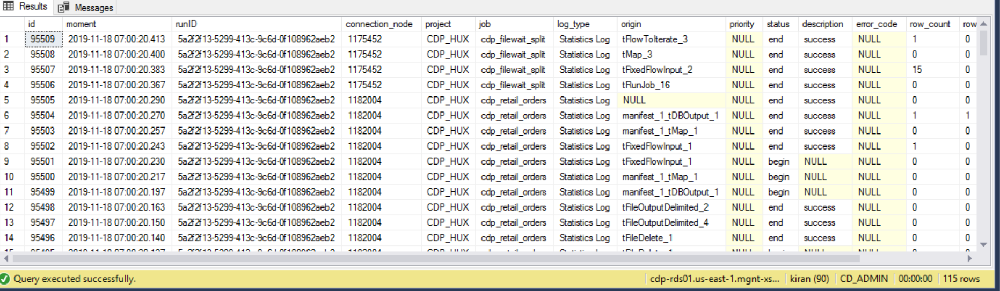 Results Messages
id moment runID connection_node project job log_type origin priority status description error_code row_count row
1 95509 2019-11-18 07:00:20.413 5a2f2f13-5299-413c-9c6d-0f108962aeb2 1175452 CDP_HUX cdp_filewait_split Statistics Log tFlowToIterate_3 NULL end success NULL 1 0
2 95508 2019-11-18 07:00:20.400 5a2f2f13-5299-413c-9c6d-0f108962aeb2 1175452 CDP_HUX cdp_filewait_split Statistics Log tMap_3 NULL end success NULL 0 0
3 95507 2019-11-18 07:00:20.383 5a2f2f13-5299-413c-9c6d-0f108962aeb2 1175452 CDP_HUX cdp_filewait_split Statistics Log tFixedFlowInput_2 NULL end success NULL 15 0
4 95506 2019-11-18 07:00:20.367 5a2f2f13-5299-413c-9c6d-0f108962aeb2 1175452 CDP_HUX cdp_filewait_split Statistics Log tRunJob_16 NULL end success NULL 0 0
5 95505 2019-11-18 07:00:20.290 5a2f2f13-5299-413c-9c6d-0f108962aeb2 1182004 CDP_HUX cdp_retail_orders Statistics Log NULL NULL end success NULL 0 0
6 95504 2019-11-18 07:00:20.270 5a2f2f13-5299-413c-9c6d-0f108962aeb2 1182004 CDP_HUX cdp_retail_orders Statistics Log manifest_1_tDBOutput_1 NULL end success NULL 1 1
7 95503 2019-11-18 07:00:20.257 5a2f2f13-5299-413c-9c6d-0f108962aeb2 1182004 CDP_HUX cdp_retail_orders Statistics Log manifest_1_tMap_1 NULL end success NULL 0 0
8 95502 2019-11-18 07:00:20.243 5a2f2f13-5299-413c-9c6d-0f108962aeb2 1182004 CDP_HUX cdp_retail_orders Statistics Log tFixedFlowInput_1 NULL end success NULL 1 0
9 95501 2019-11-18 07:00:20.230 5a2f2f13-5299-413c-9c6d-0f108962aeb2 1182004 CDP_HUX cdp_retail_orders Statistics Log tFixedFlowInput_1 NULL begin NULL NULL 0 0
10 95500 2019-11-18 07:00:20.217 5a2f2f13-5299-413c-9c6d-0f108962aeb2 1182004 CDP_HUX cdp_retail_orders Statistics Log manifest_1_tMap_1 NULL begin NULL NULL 0 0
11 95499 2019-11-18 07:00:20.197 5a2f2f13-5299-413c-9c6d-0f108962aeb2 1182004 CDP_HUX cdp_retail_orders Statistics Log manifest_1_tDBOutput_1 NULL begin NULL NULL 0 0
12 95498 2019-11-18 07:00:20.163 5a2f2f13-5299-413c-9c6d-0f108962aeb2 1182004 CDP_HUX cdp_retail_orders Statistics Log tFileOutputDelimited_2 NULL end success NULL 0 0
13 95497 2019-11-18 07:00:20.150 5a2f2f13-5299-413c-9c6d-0f108962aeb2 1182004 CDP_HUX cdp_retail_orders Statistics Log tFileOutputDelimited_4 NULL end success NULL 0 0
14 95496 2019-11-18 07:00:20.140 5a2f2f13-5299-413c-9c6d-0f108962aeb2 1182004 CDP_HUX cdp_retail_orders Statistics Log tFileDelete_1 NULL end success NULL 0 0
Query executed successfully. cdp-rds01.us-east-1.mgnt-xs... kiran (90) CD_ADMIN 00:00:00 115 rows